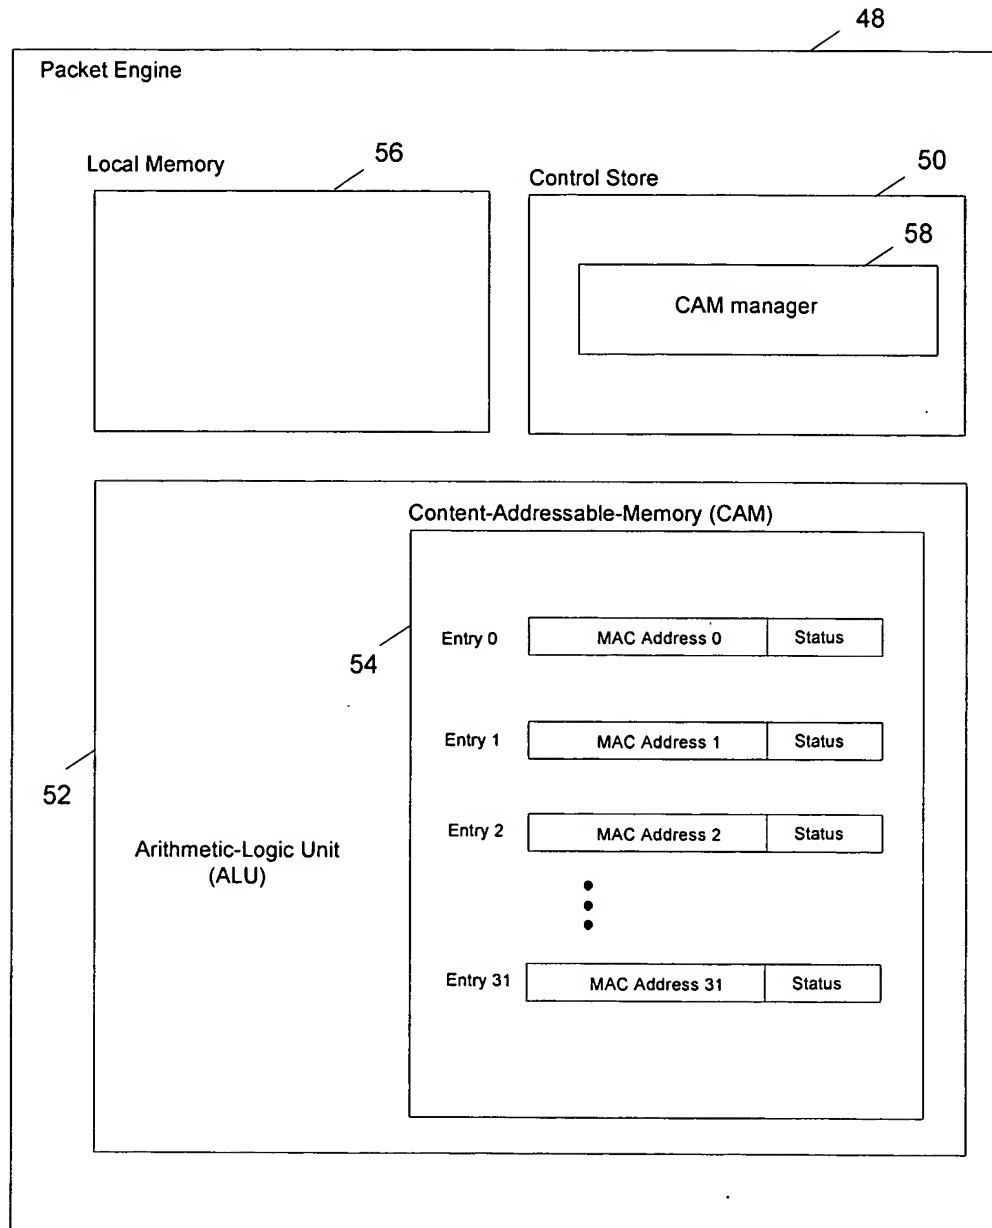 48
Packet Engine
Local Memory
56
Control Store
50
58
CAM manager
Content-Addressable-Memory (CAM)
54
Entry 0 MAC Address 0 Status
Entry 1 MAC Address 1 Status
52
Entry 2 MAC Address 2 Status
Arithmetic-Logic Unit
(ALU)
Entry 31 MAC Address 31 Status